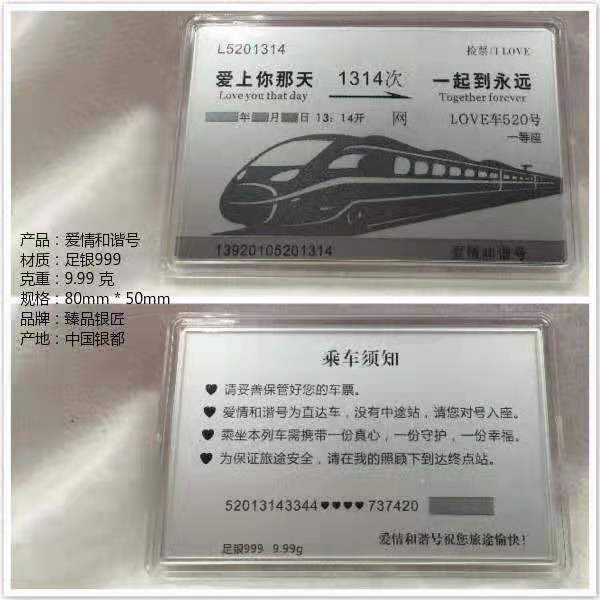 L5201314
检票口 LOVE
爱上你那天 1314次 一起到永远
Love you that day Together forever
年 月 日 13:14开 网 LOVE车520号
一等座
13920105201314 爱情和谐号
产品：爱情和谐号
材质：足银999
克重：9.99 克
规格：80mm * 50mm
品牌：臻品银匠
产地：中国银都
乘车须知
♥ 请妥善保管好您的车票。
♥ 爱情和谐号为直达车，没有中途站，请您对号入座。
♥ 乘坐本列车需携带一份真心，一份守护，一份幸福。
♥ 为保证旅途安全，请在我的照顾下到达终点站。
52013143344♥♥♥♥737420
爱情和谐号祝您旅途愉快！
足银999 9.99g